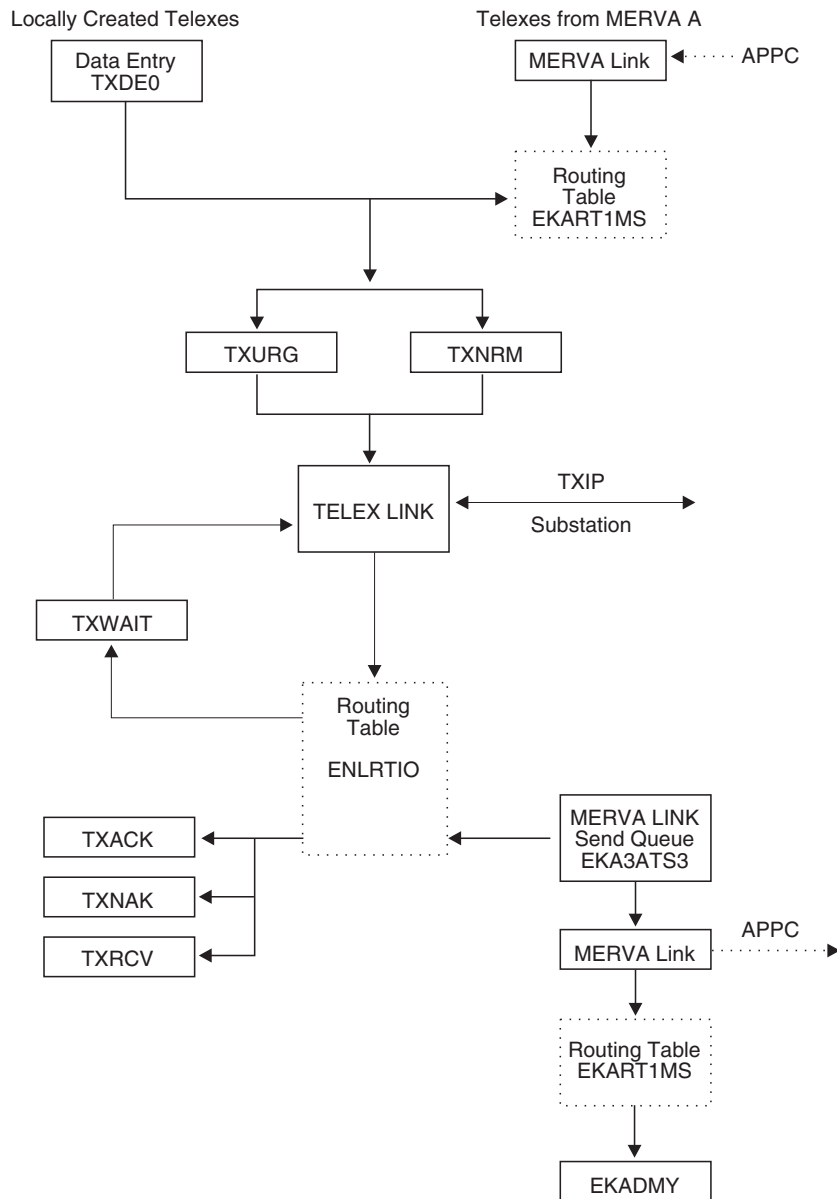 Locally Created Telexes
Telexes from MERVA A
Data Entry
TXDE0
MERVA Link
APPC
Routing
Table
EKART1MS
TXURG
TXNRM
TELEX LINK
TXIP
Substation
TXWAIT
Routing
Table
ENLRTIO
MERVA LINK
Send Queue
EKA3ATS3
TXACK
TXNAK
TXRCV
MERVA Link
APPC
Routing Table
EKART1MS
EKADMY